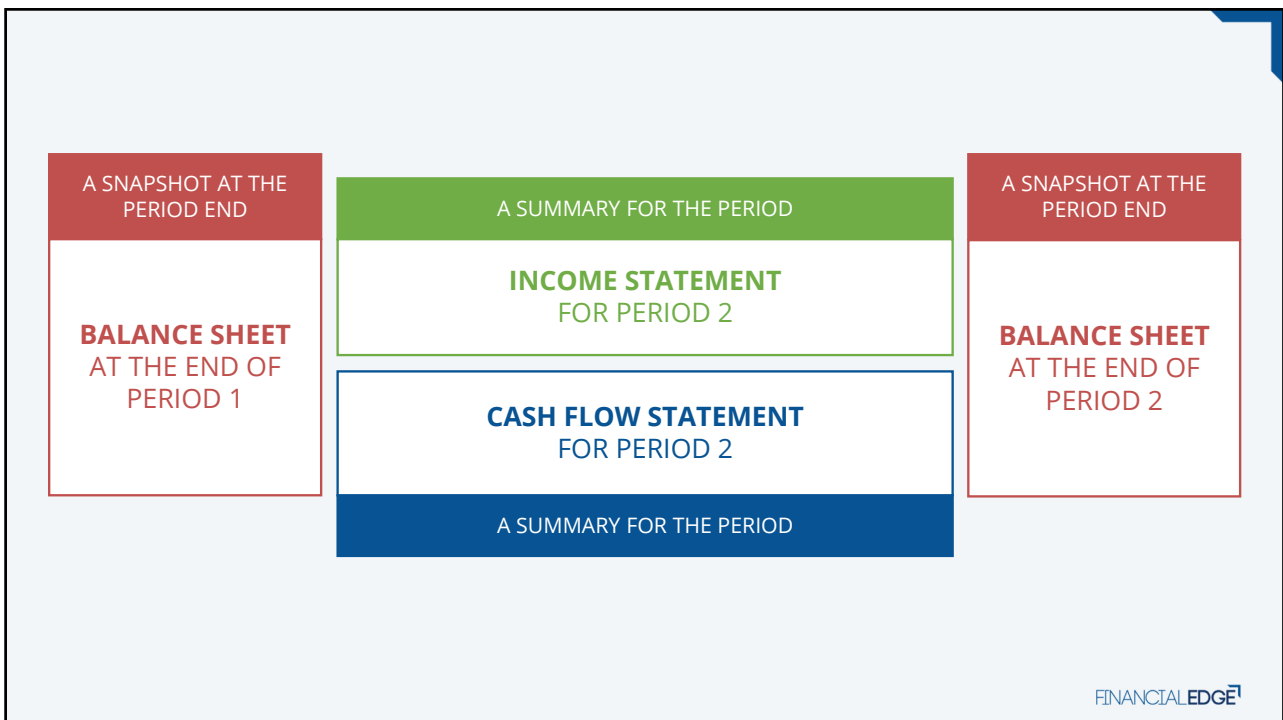 A SNAPSHOT AT THE
PERIOD END
BALANCE SHEET
AT THE END OF
PERIOD 1
A SUMMARY FOR THE PERIOD
INCOME STATEMENT
FOR PERIOD 2
CASH FLOW STATEMENT
FOR PERIOD 2
A SUMMARY FOR THE PERIOD
A SNAPSHOT AT THE
PERIOD END
BALANCE SHEET
AT THE END OF
PERIOD 2
FINANCIALEDGE